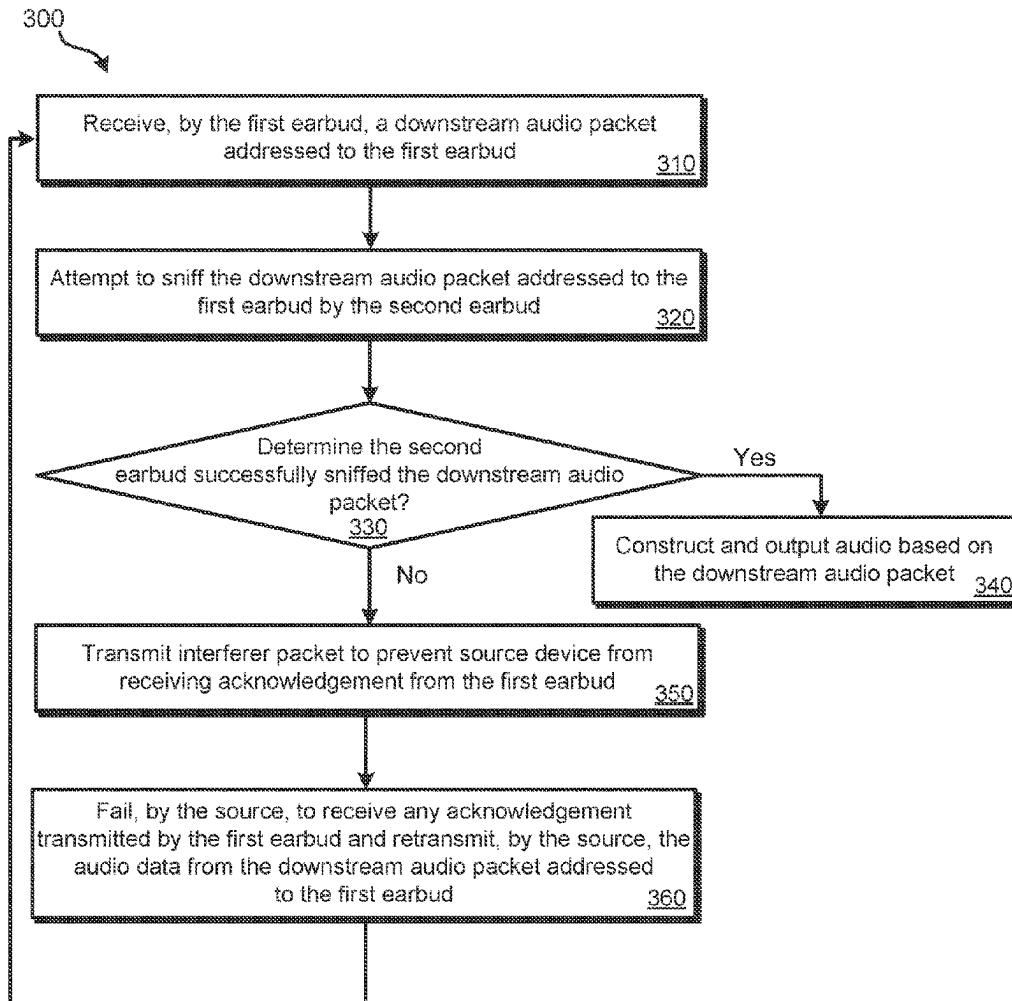 300
Receive, by the first earbud, a downstream audio packet
addressed to the first earbud
310
Attempt to sniff the downstream audio packet addressed to the
first earbud by the second earbud
320
Determine the second
earbud successfully sniffed the downstream audio
packet?
330
Yes
No
Construct and output audio based on
the downstream audio packet
340
Transmit interferer packet to prevent source device from
receiving acknowledgement from the first earbud
350
Fail, by the source, to receive any acknowledgement
transmitted by the first earbud and retransmit, by the source, the
audio data from the downstream audio packet addressed
to the first earbud
360